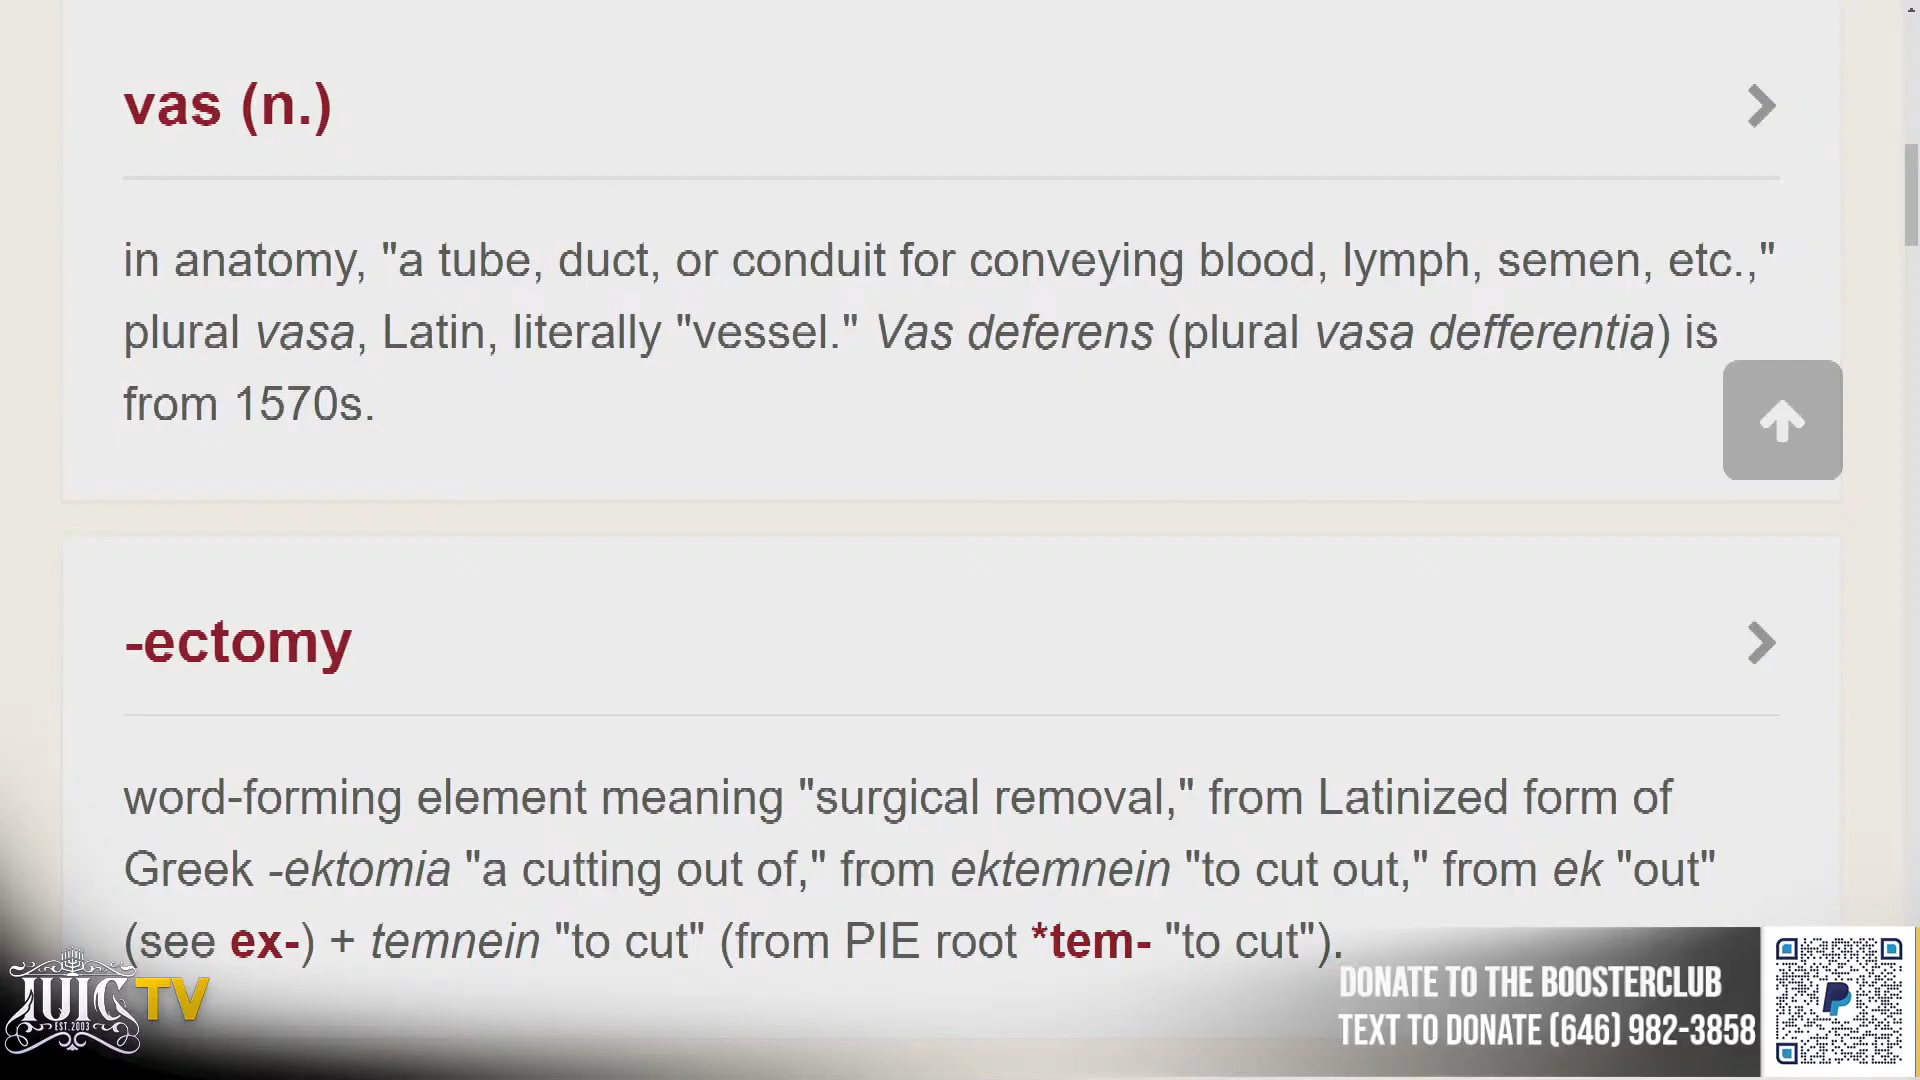 vas (n.)
in anatomy, "a tube, duct, or conduit for conveying blood, lymph, semen, etc.,"
plural vasa, Latin, literally "vessel." Vas deferens (plural vasa defferentia) is
from 1570s.
-ectomy
word-forming element meaning "surgical removal," from Latinized form of
Greek -ektomia "a cutting out of," from ektemnein "to cut out," from ek "out"
(see ex-) + temnein "to cut" (from PIE root *tem- "to cut").
IUIC TV
EST. 2003
DONATE TO THE BOOSTERCLUB
TEXT TO DONATE (646) 982-3858